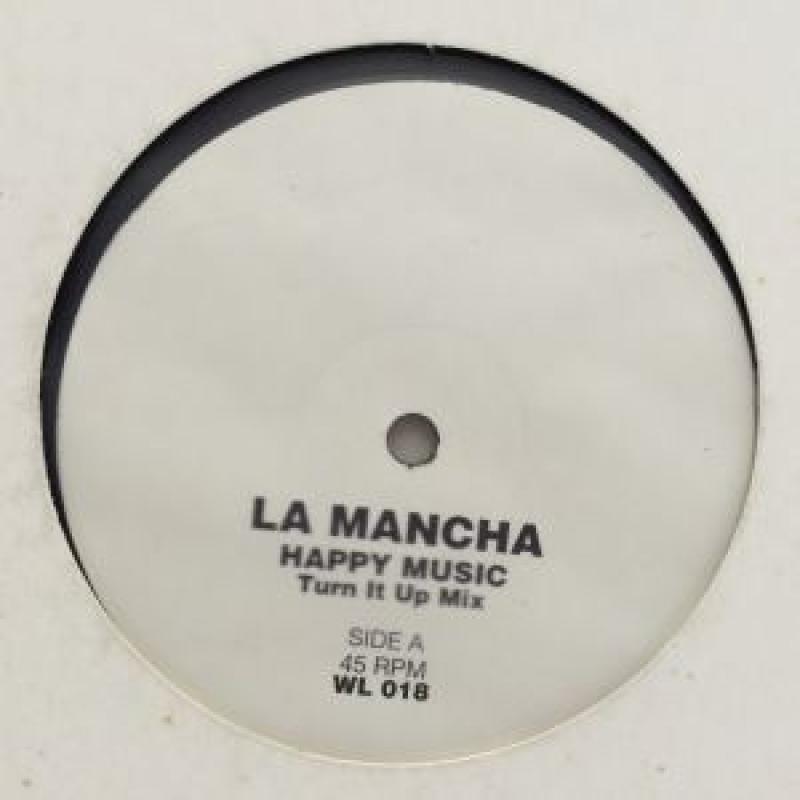 LA MANCHA
HAPPY MUSIC
Turn It Up Mix
SIDE A
45 RPM
WL 018